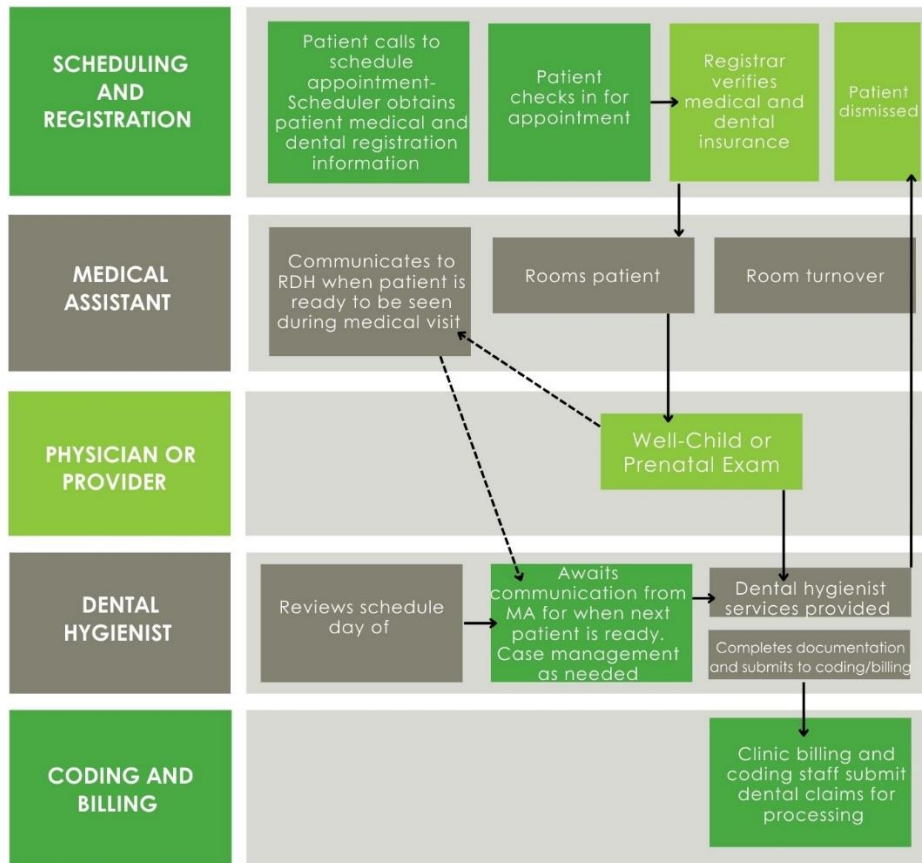 SCHEDULING
AND
REGISTRATION
Patient calls to
schedule
appointment-
Scheduler obtains
patient medical and
dental registration
information
Patient
checks in for
appointment
Registrar
verifies
medical and
dental
insurance
Patient
dismissed
MEDICAL
ASSISTANT
Communicates to
RDH when patient is
ready to be seen
during medical visit
Rooms patient
Room turnover
PHYSICIAN OR
PROVIDER
Well-Child or
Prenatal Exam
DENTAL
HYGIENIST
Reviews schedule
day of
Awaits
communication from
MA for when next
patient is ready.
Case management
as needed
Dental hygienist
services provided
Completes documentation
and submits to coding/billing
CODING AND
BILLING
Clinic billing and
coding staff submit
dental claims for
processing